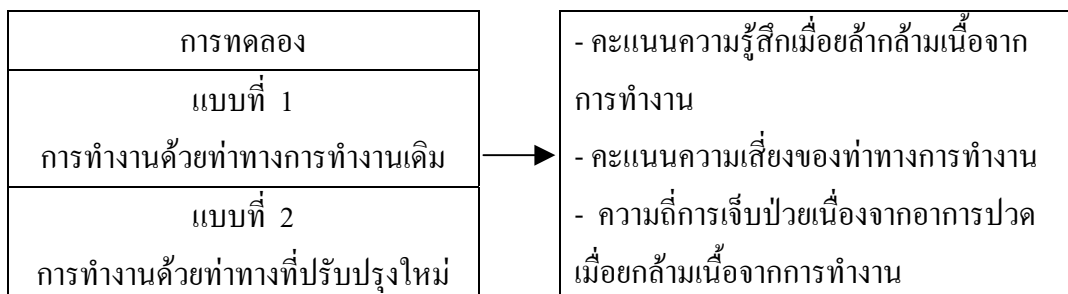 การทดลอง
แบบที่ 1
การทำงานด้วยท่าทางการทำงานเดิม
แบบที่ 2
การทำงานด้วยท่าทางที่ปรับปรุงใหม่
- คะแนนความรู้สึกเมื่อยล้ากล้ามเนื้อจาก
การทำงาน
- คะแนนความเสี่ยงของท่าทางการทำงาน
- ความถี่การเจ็บป่วยเนื่องจากอาการปวด
เมื่อยกล้ามเนื้อจากการทำงาน